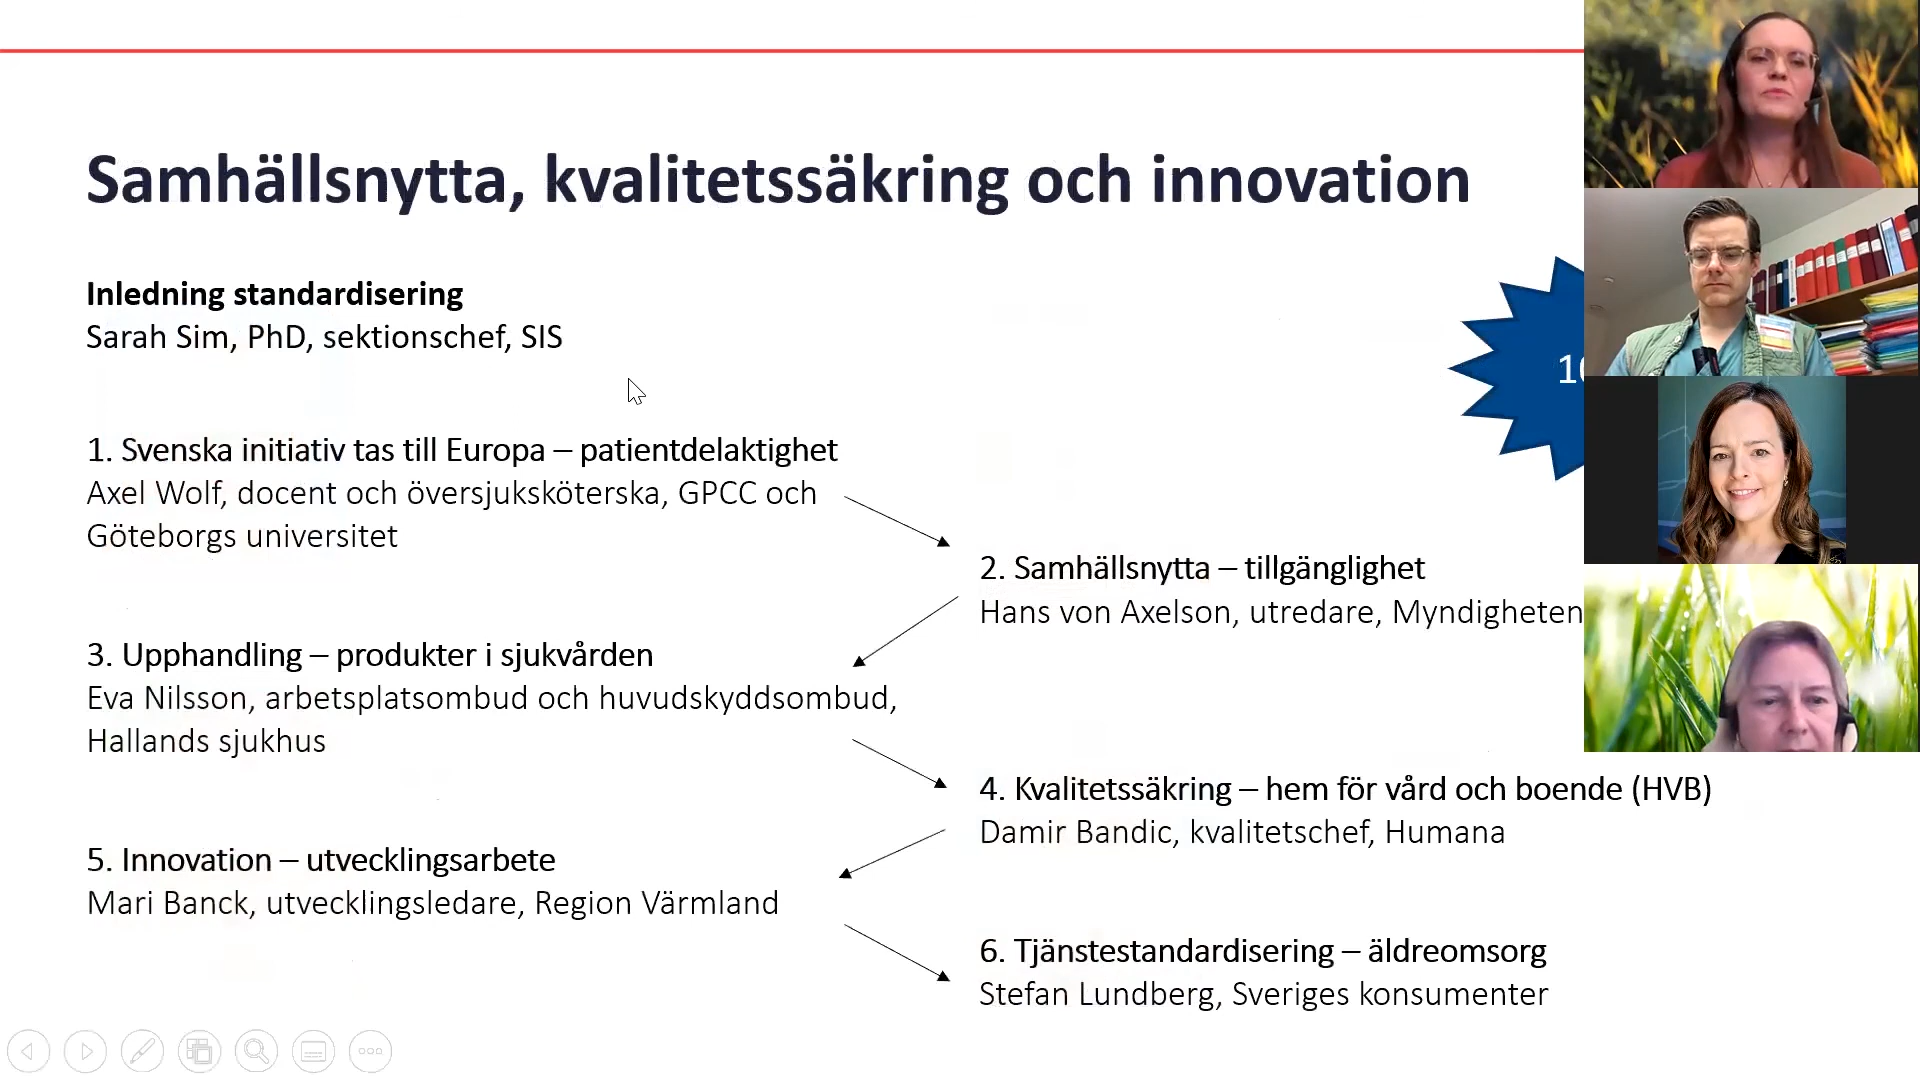 Samhällsnytta, kvalitetssäkring och innovation
Inledning standardisering
Sarah Sim, PhD, sektionschef, SIS
1. Svenska initiativ tas till Europa – patientdelaktighet
Axel Wolf, docent och översjuksköterska, GPCC och
Göteborgs universitet
2. Samhällsnytta – tillgänglighet
Hans von Axelson, utredare, Myndigheten
3. Upphandling – produkter i sjukvården
Eva Nilsson, arbetsplatsombud och huvudskyddsombud,
Hallands sjukhus
4. Kvalitetssäkring – hem för vård och boende (HVB)
Damir Bandic, kvalitetschef, Humana
5. Innovation – utvecklingsarbete
Mari Banck, utvecklingsledare, Region Värmland
6. Tjänstestandardisering – äldreomsorg
Stefan Lundberg, Sveriges konsumenter